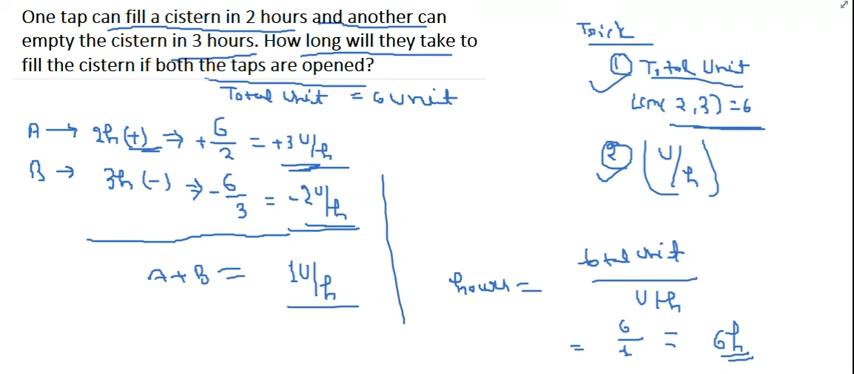 One tap can fill a cistern in 2 hours and another can
empty the cistern in 3 hours. How long will they take to
fill the cistern if both the taps are opened?
Total Unit = 6 Unit
A → 2h (+) ⇒ + 6/2 = +3 U/h
B → 3h (-) ⇒ - 6/3 = -2 U/h
A + B = 1 U/h
Trick
① Total Unit
LCM( 2, 3 ) = 6
② ( U/h )
hours = total unit / U/h
= 6/1 = 6h